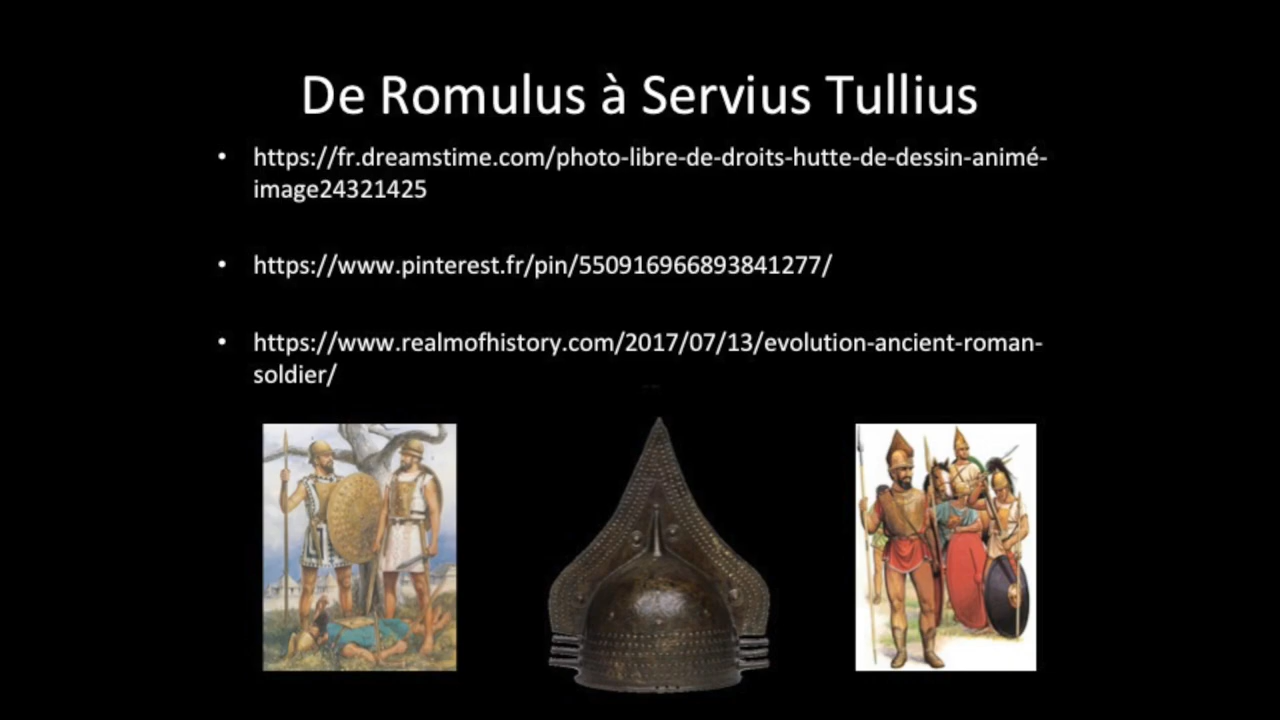 De Romulus à Servius Tullius
• https://fr.dreamstime.com/photo-libre-de-droits-hutte-de-dessin-animé-
image24321425
• https://www.pinterest.fr/pin/550916966893841277/
• https://www.realmofhistory.com/2017/07/13/evolution-ancient-roman-
soldier/